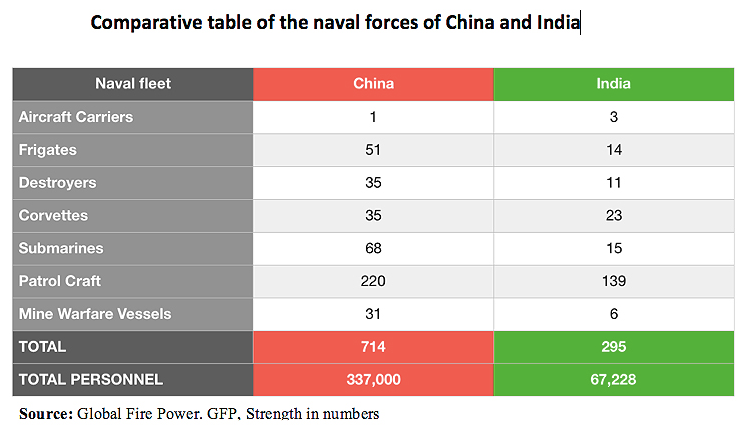 Comparative table of the naval forces of China and India
Naval fleet China India
Aircraft Carriers 1 3
Frigates 51 14
Destroyers 35 11
Corvettes 35 23
Submarines 68 15
Patrol Craft 220 139
Mine Warfare Vessels 31 6
TOTAL 714 295
TOTAL PERSONNEL 337,000 67,228
Source: Global Fire Power. GFP, Strength in numbers